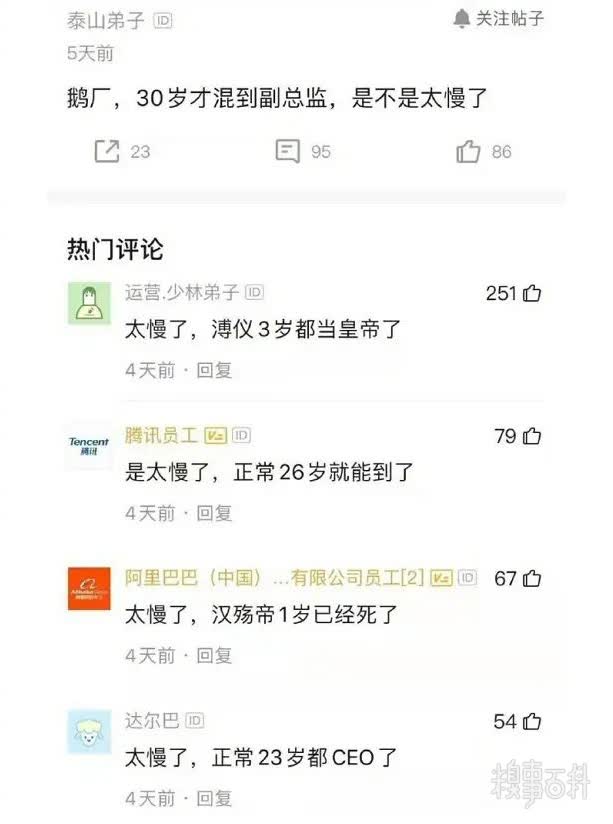 泰山弟子 ID
关注帖子
5天前
鹅厂，30岁才混到副总监，是不是太慢了
23 95 86
热门评论
运营.少林弟子 ID
251
太慢了，溥仪3岁都当皇帝了
4天前 · 回复
Tencent
腾讯
腾讯员工 V ID
79
是太慢了，正常26岁就能到了
4天前 · 回复
阿里巴巴（中国）...有限公司员工[2] V ID
67
太慢了，汉殇帝1岁已经死了
4天前 · 回复
达尔巴 ID
54
太慢了，正常23岁都CEO了
4天前 · 回复
糗事百科